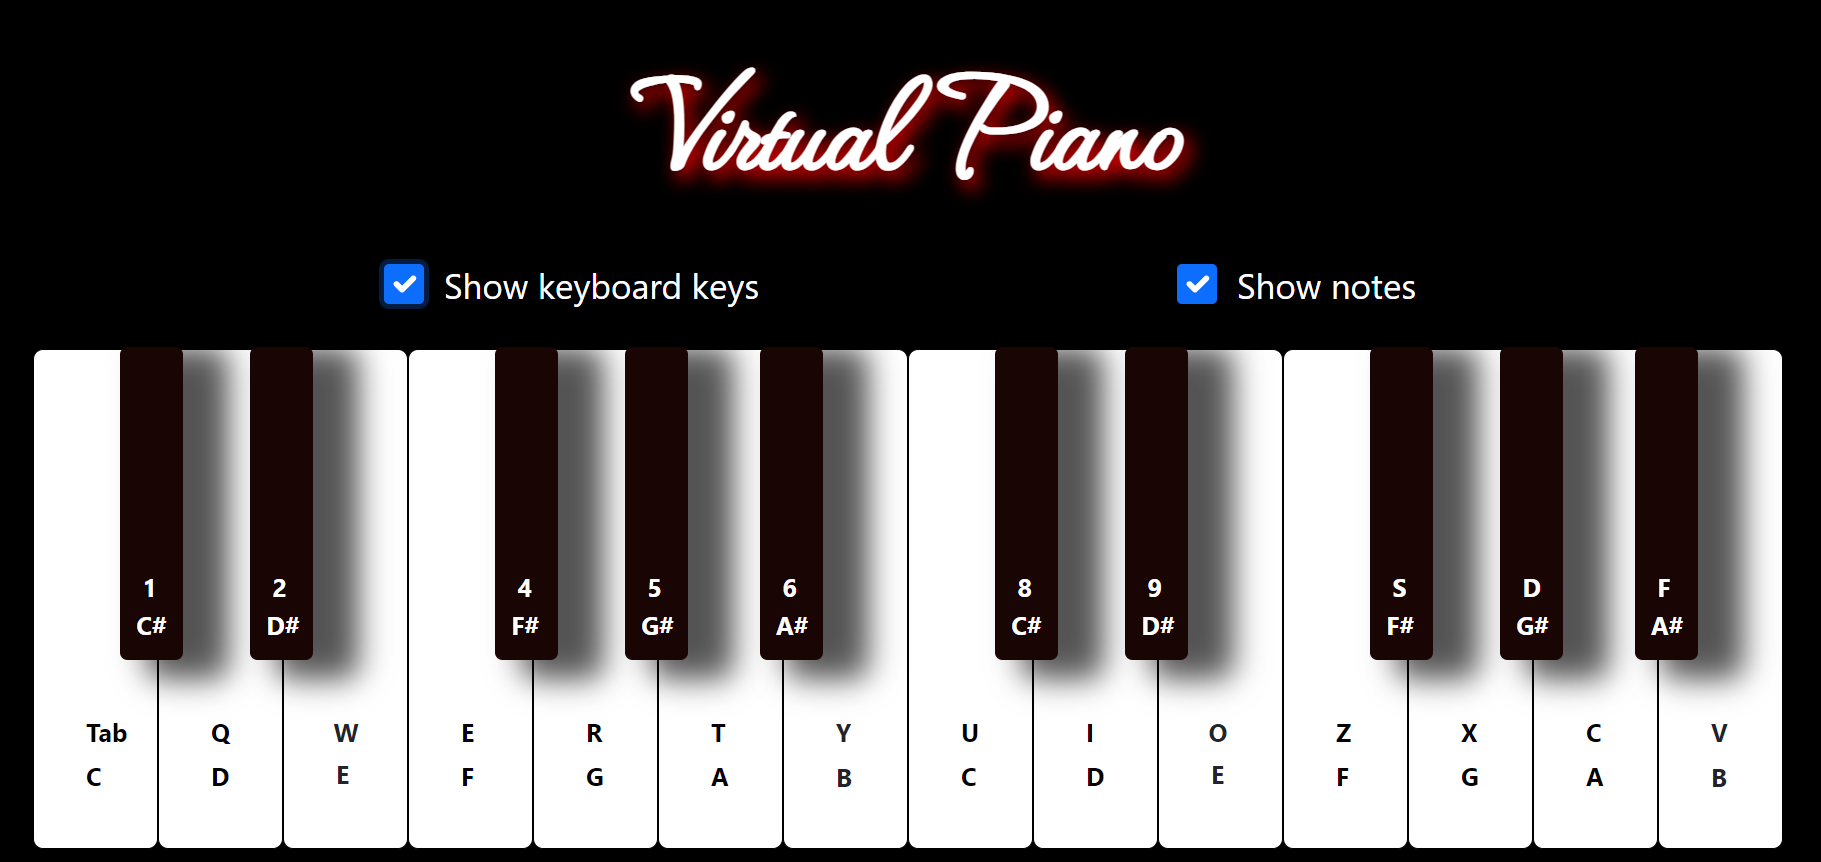 Virtual Piano
Show keyboard keys
Show notes
1 2 4 5 6 8 9 S D F
C# D# F# G# A# C# D# F# G# A#
Tab Q W E R T Y U I O Z X C V
C D E F G A B C D E F G A B